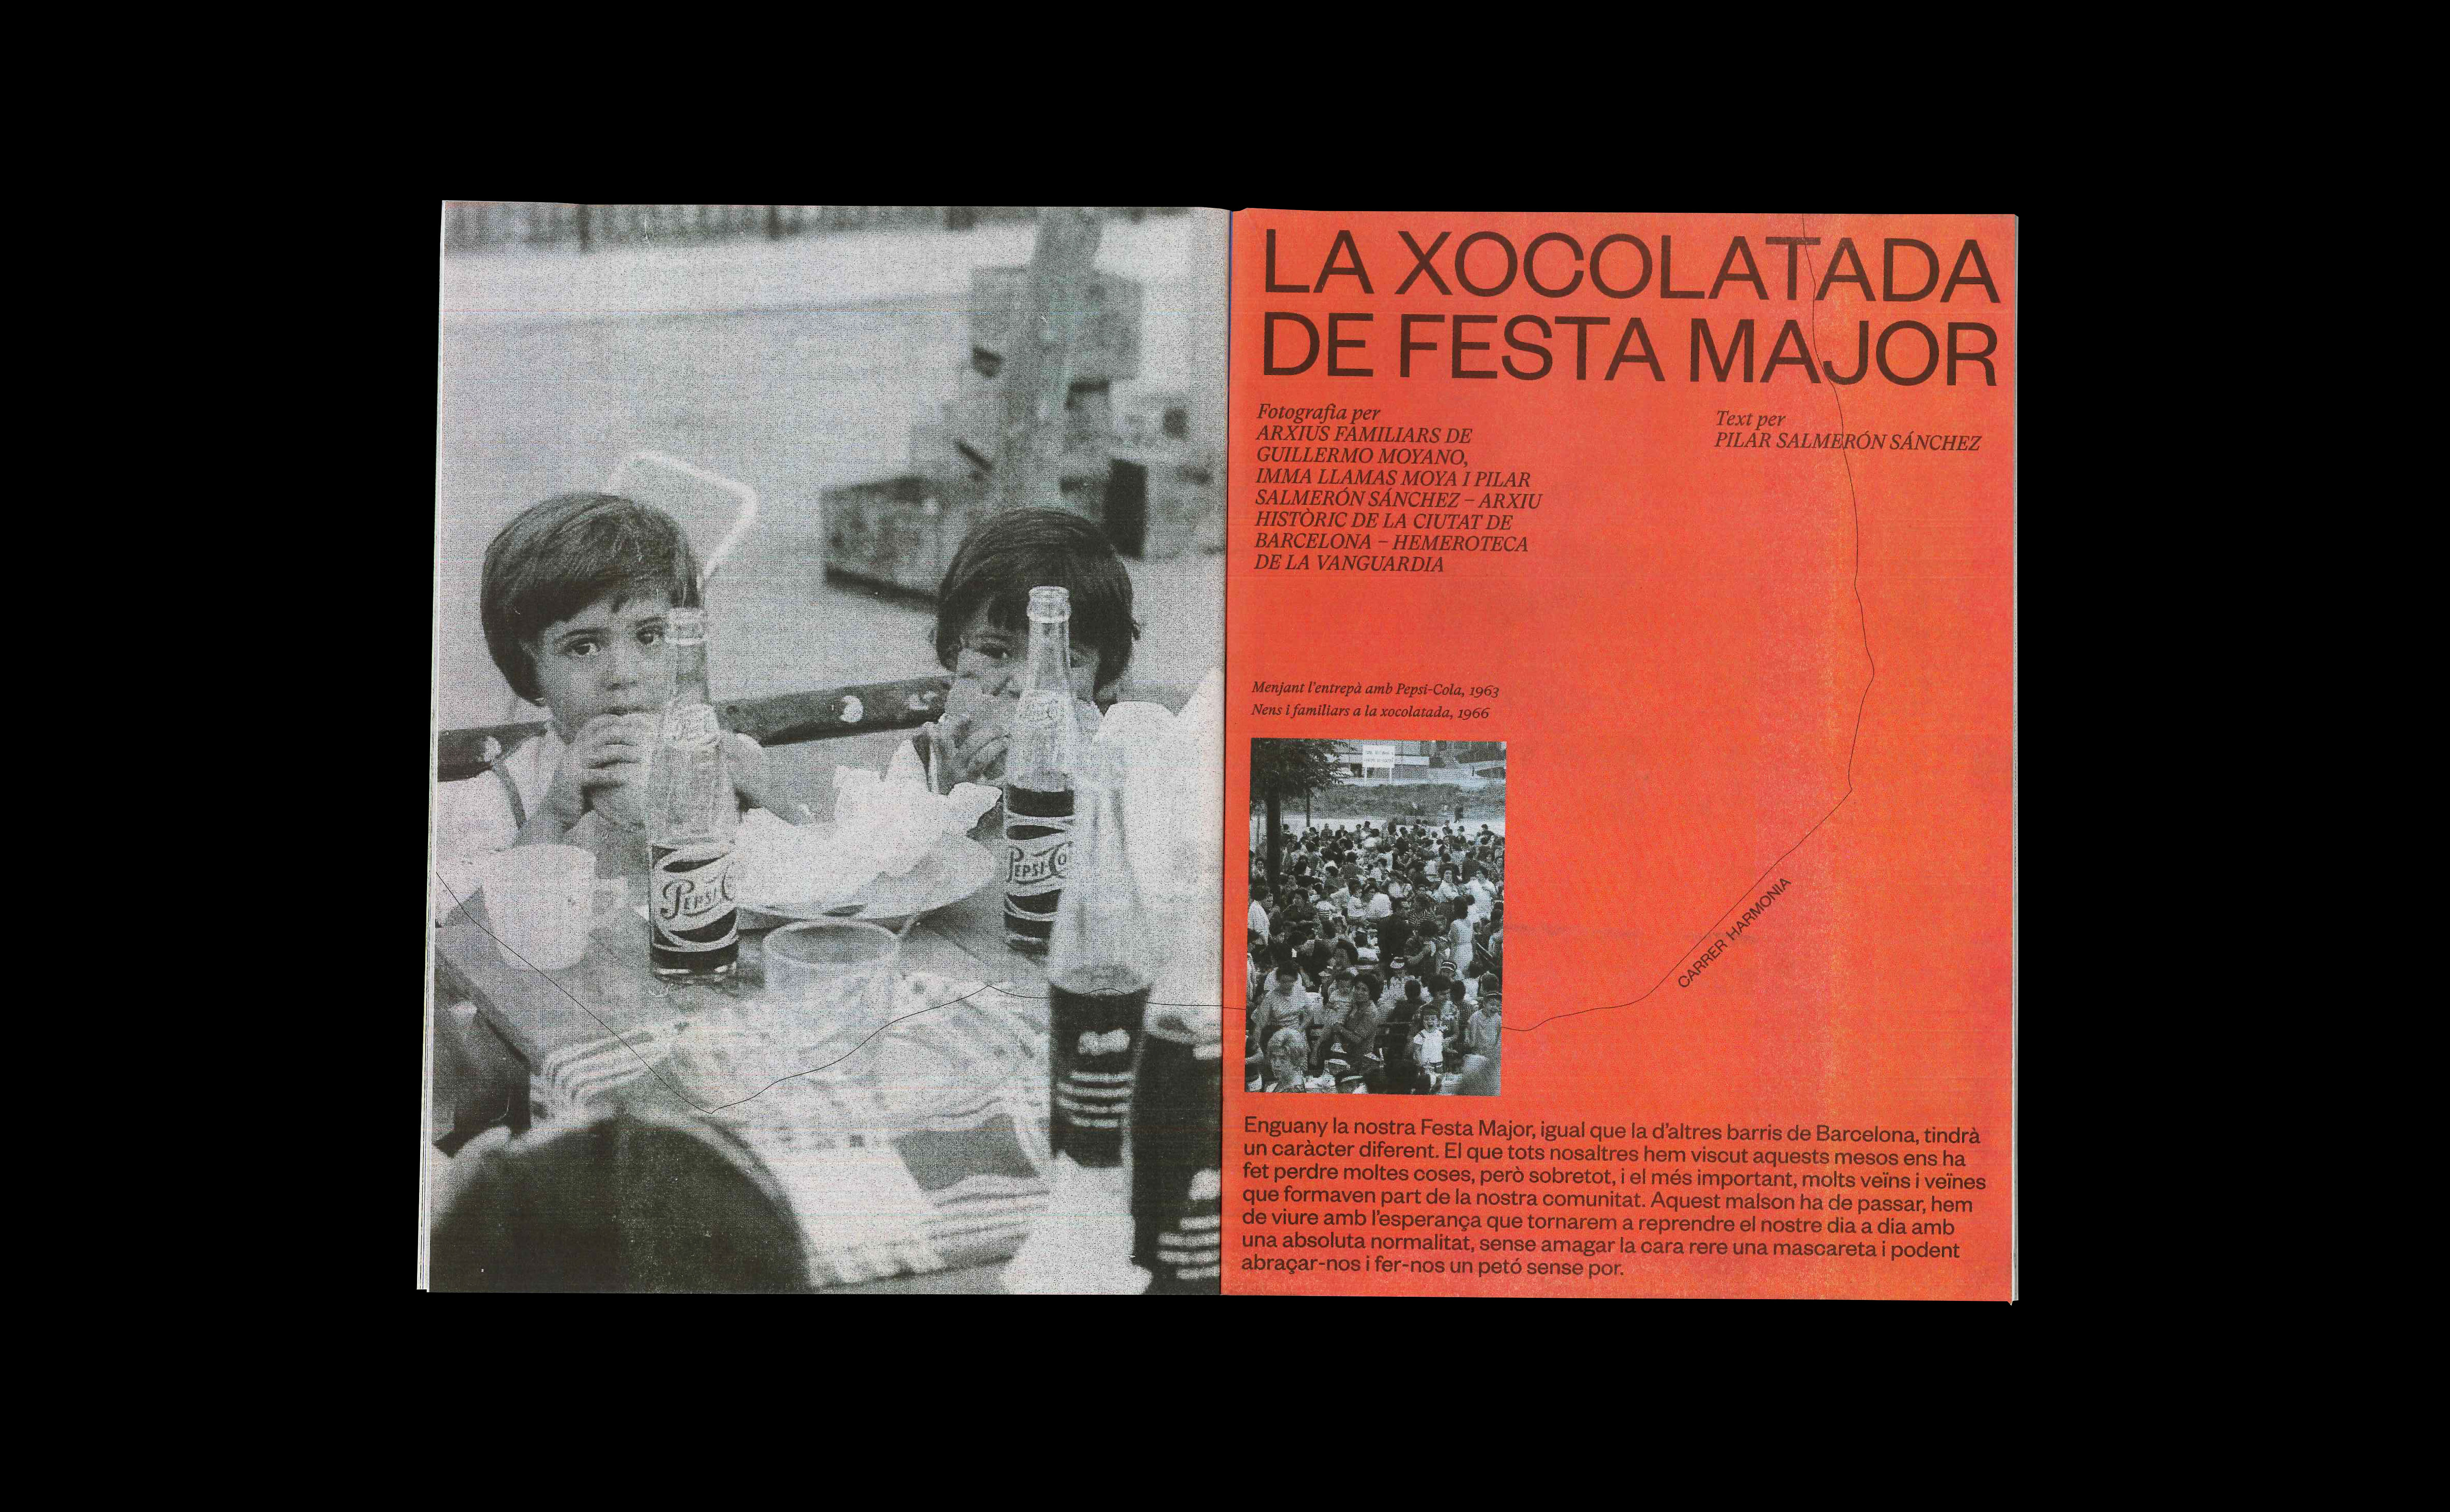 LA XOCOLATADA
DE FESTA MAJOR
Fotografia per
ARXIUS FAMILIARS DE
GUILLERMO MOYANO,
IMMA LLAMAS MOYA I PILAR
SALMERÓN SÁNCHEZ – ARXIU
HISTÒRIC DE LA CIUTAT DE
BARCELONA – HEMEROTECA
DE LA VANGUARDIA
Text per
PILAR SALMERÓN SÁNCHEZ
Menjant l'entrepà amb Pepsi-Cola, 1963
Nens i familiars a la xocolatada, 1966
CARRER HARMONIA
Enguany la nostra Festa Major, igual que la d'altres barris de Barcelona, tindrà
un caràcter diferent. El que tots nosaltres hem viscut aquests mesos ens ha
fet perdre moltes coses, però sobretot, i el més important, molts veïns i veïnes
que formaven part de la nostra comunitat. Aquest malson ha de passar, hem
de viure amb l'esperança que tornarem a reprendre el nostre dia a dia amb
una absoluta normalitat, sense amagar la cara rere una mascareta i podent
abraçar-nos i fer-nos un petó sense por.
PEPSI-C
PEPSI-CO